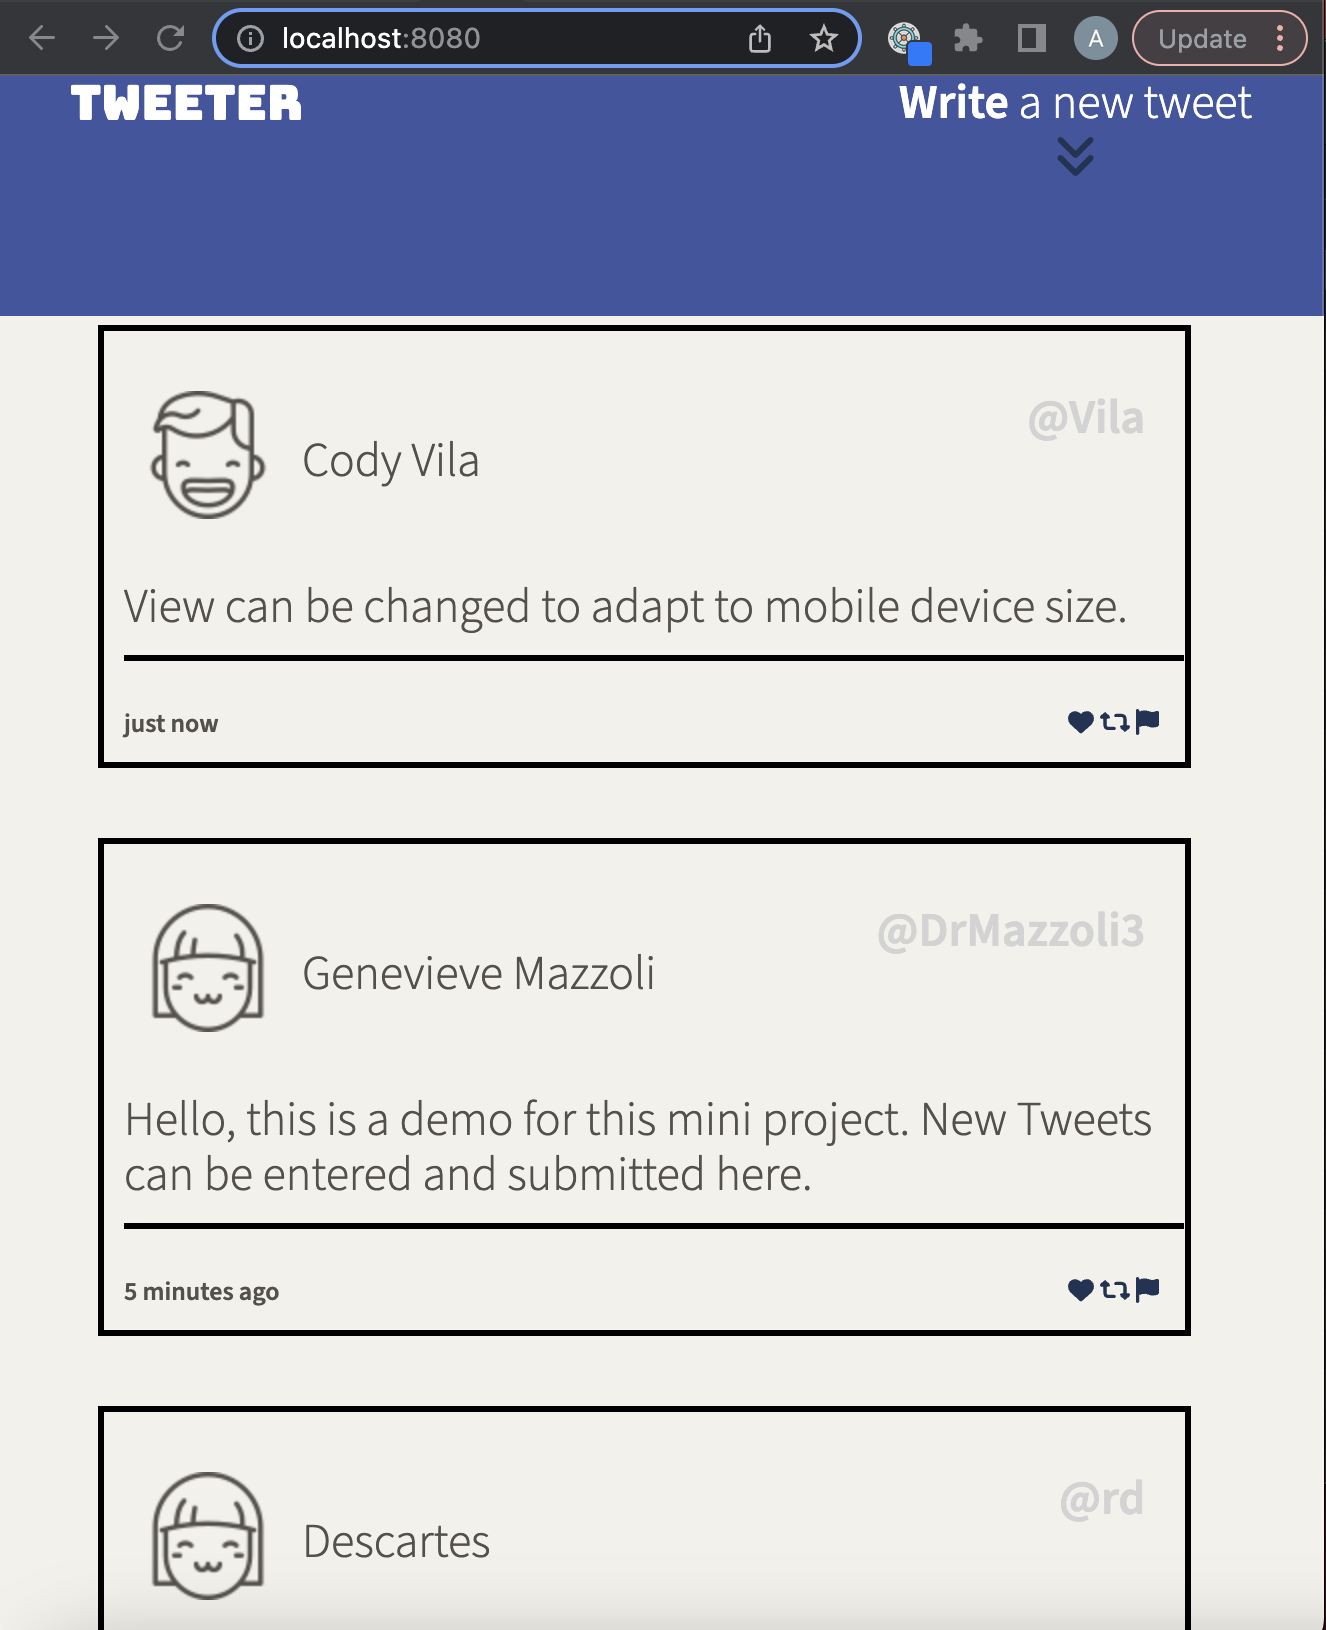 localhost:8080
A
Update
TWEETER
Write a new tweet
@Vila
Cody Vila
View can be changed to adapt to mobile device size.
just now
@DrMazzoli3
Genevieve Mazzoli
Hello, this is a demo for this mini project. New Tweets
can be entered and submitted here.
5 minutes ago
@rd
Descartes